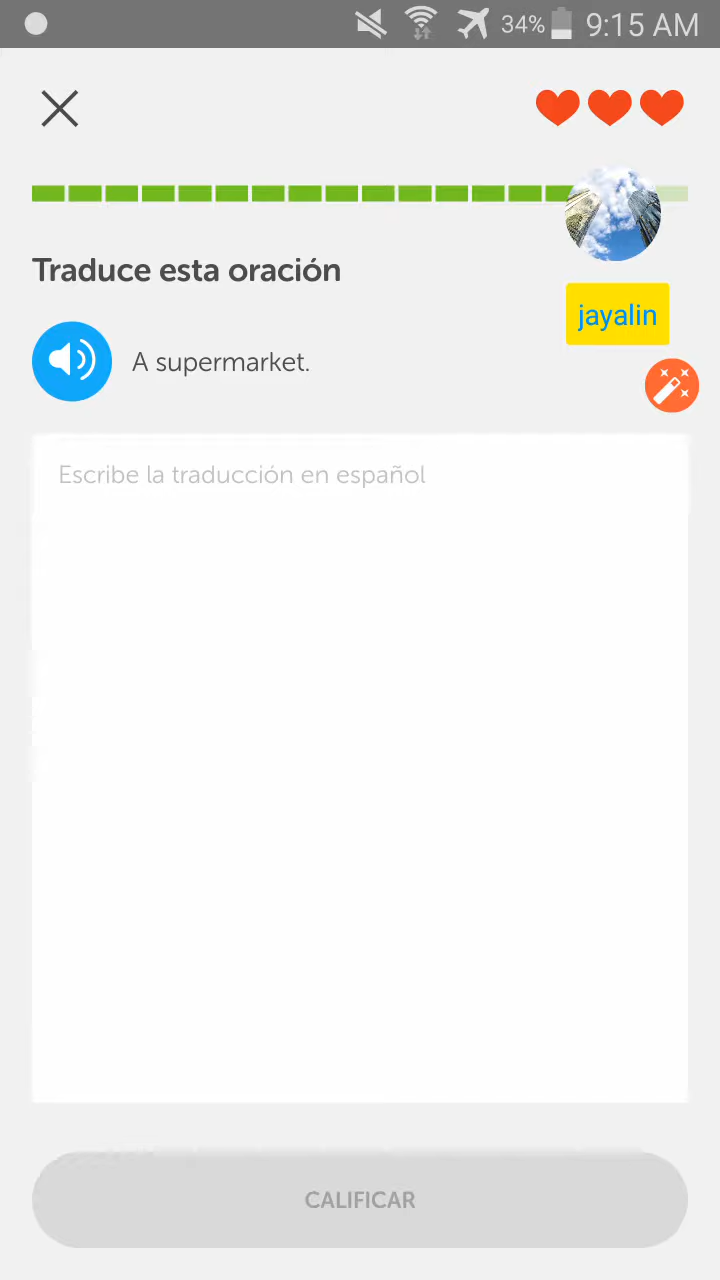 34% 9:15 AM
Traduce esta oración
jayalin
A supermarket.
Escribe la traducción en español
CALIFICAR